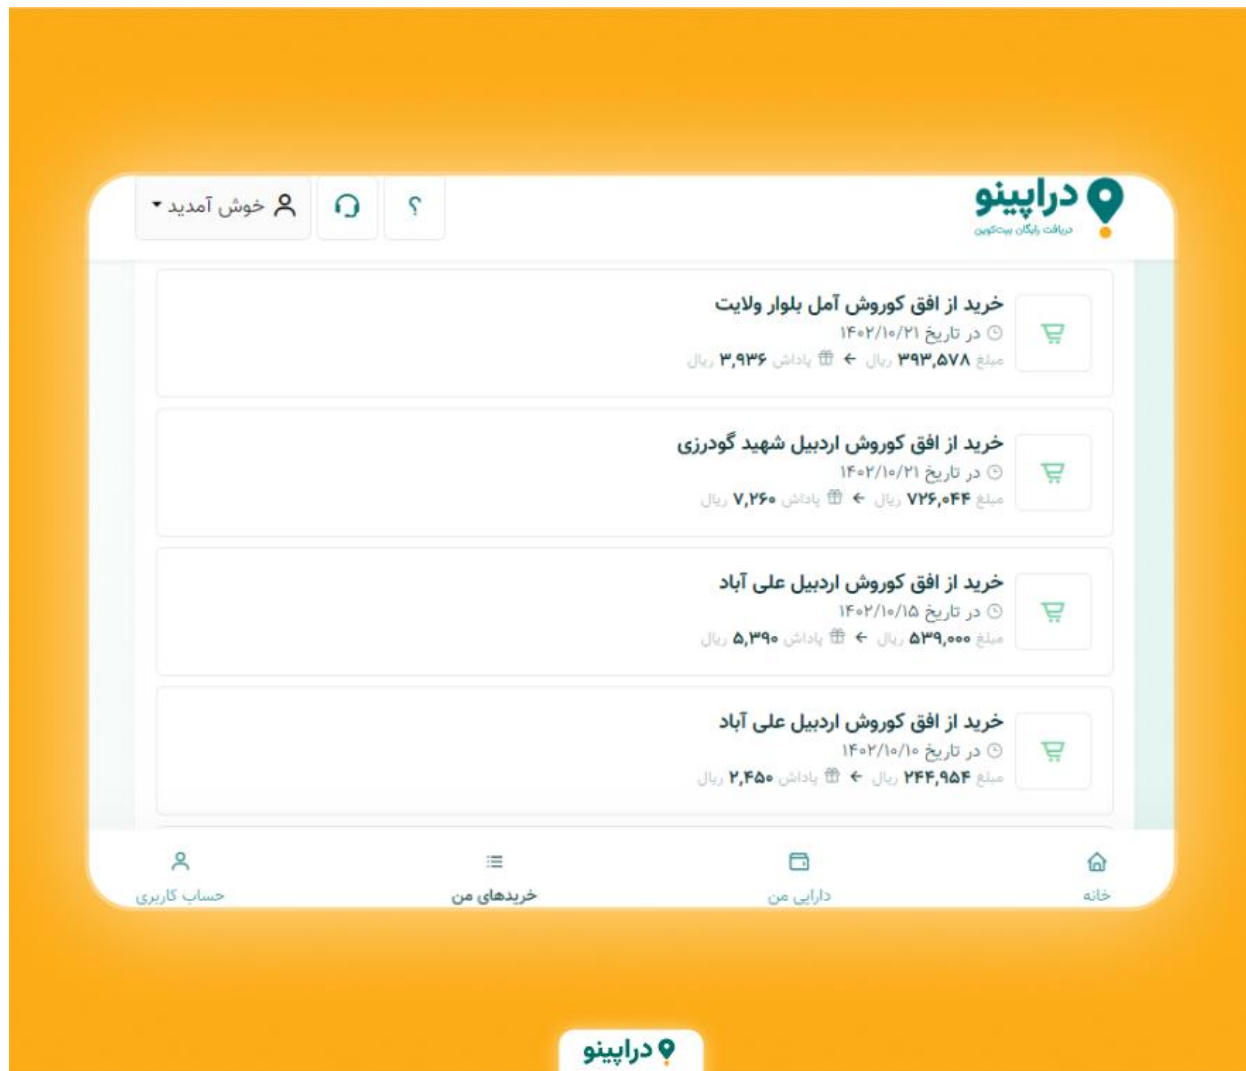 دراپینو
دریافت رایگان بیت‌کوین
؟
خوش آمدید
خرید از افق کوروش آمل بلوار ولایت
در تاریخ ۱۴۰۲/۱۰/۲۱
مبلغ ۳۹۳,۵۷۸ ریال ← پاداش ۳,۹۳۶ ریال
خرید از افق کوروش اردبیل شهید گودرزی
در تاریخ ۱۴۰۲/۱۰/۲۱
مبلغ ۷۲۶,۰۴۴ ریال ← پاداش ۷,۲۶۰ ریال
خرید از افق کوروش اردبیل علی آباد
در تاریخ ۱۴۰۲/۱۰/۱۵
مبلغ ۵۳۹,۰۰۰ ریال ← پاداش ۵,۳۹۰ ریال
خرید از افق کوروش اردبیل علی آباد
در تاریخ ۱۴۰۲/۱۰/۱۰
مبلغ ۲۴۴,۹۵۴ ریال ← پاداش ۲,۴۵۰ ریال
خانه
دارایی من
خریدهای من
حساب کاربری
دراپینو